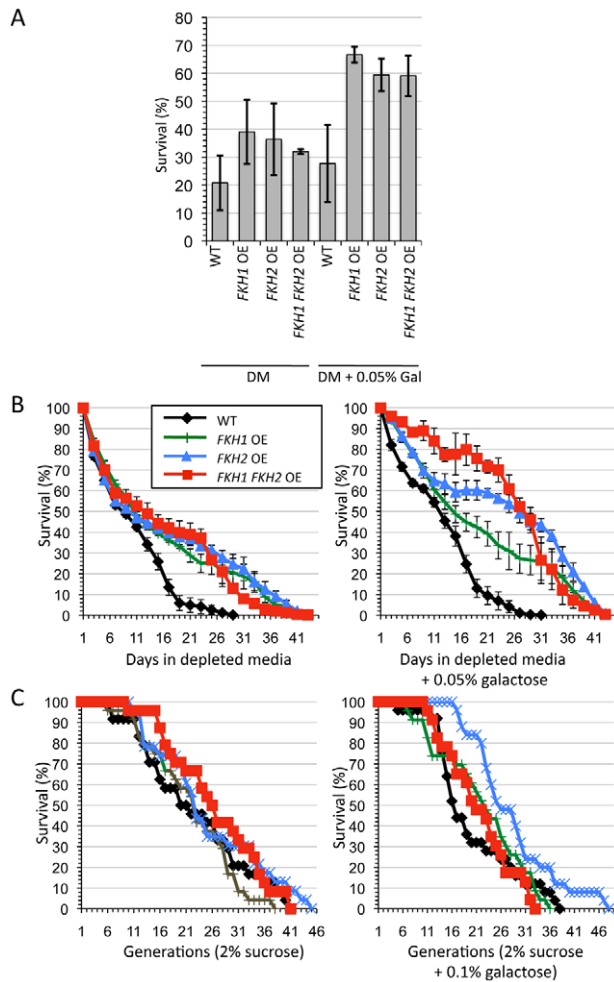 A
Survival (%)
80
70
60
50
40
30
20
10
0
WT
FKH1 OE
FKH2 OE
FKH1 FKH2 OE
WT
FKH1 OE
FKH2 OE
FKH1 FKH2 OE
DM
DM + 0.05% Gal
B
Survival (%)
100
90
80
70
60
50
40
30
20
10
0
1 6 11 16 21 26 31 36 41
Days in depleted media
WT
FKH1 OE
FKH2 OE
FKH1 FKH2 OE
Survival (%)
100
90
80
70
60
50
40
30
20
10
0
1 6 11 16 21 26 31 36 41
Days in depleted media
+ 0.05% galactose
C
Survival (%)
100
90
80
70
60
50
40
30
20
10
0
1 6 11 16 21 26 31 36 41 46
Generations (2% sucrose)
Survival (%)
100
90
80
70
60
50
40
30
20
10
0
1 6 11 16 21 26 31 36 41 46
Generations (2% sucrose
+ 0.1% galactose)